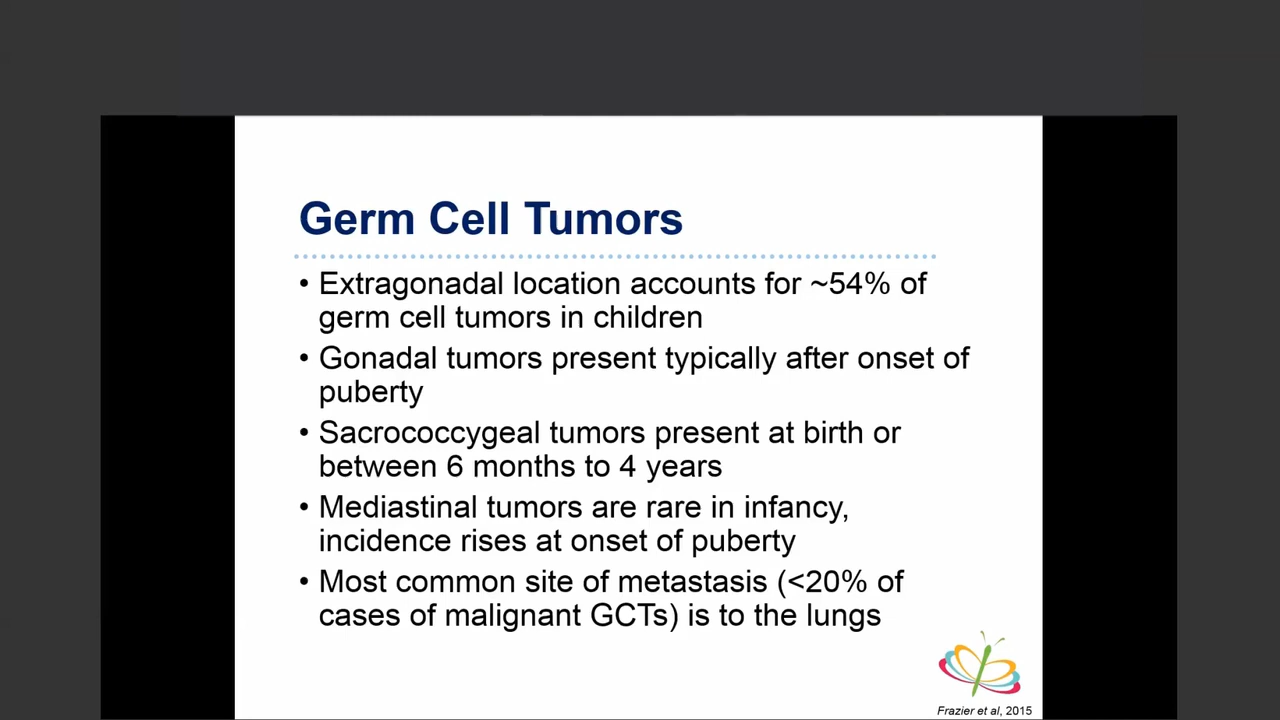 Germ Cell Tumors
• Extragonadal location accounts for ~54% of
germ cell tumors in children
• Gonadal tumors present typically after onset of
puberty
• Sacrococcygeal tumors present at birth or
between 6 months to 4 years
• Mediastinal tumors are rare in infancy,
incidence rises at onset of puberty
• Most common site of metastasis (<20% of
cases of malignant GCTs) is to the lungs
Frazier et al, 2015